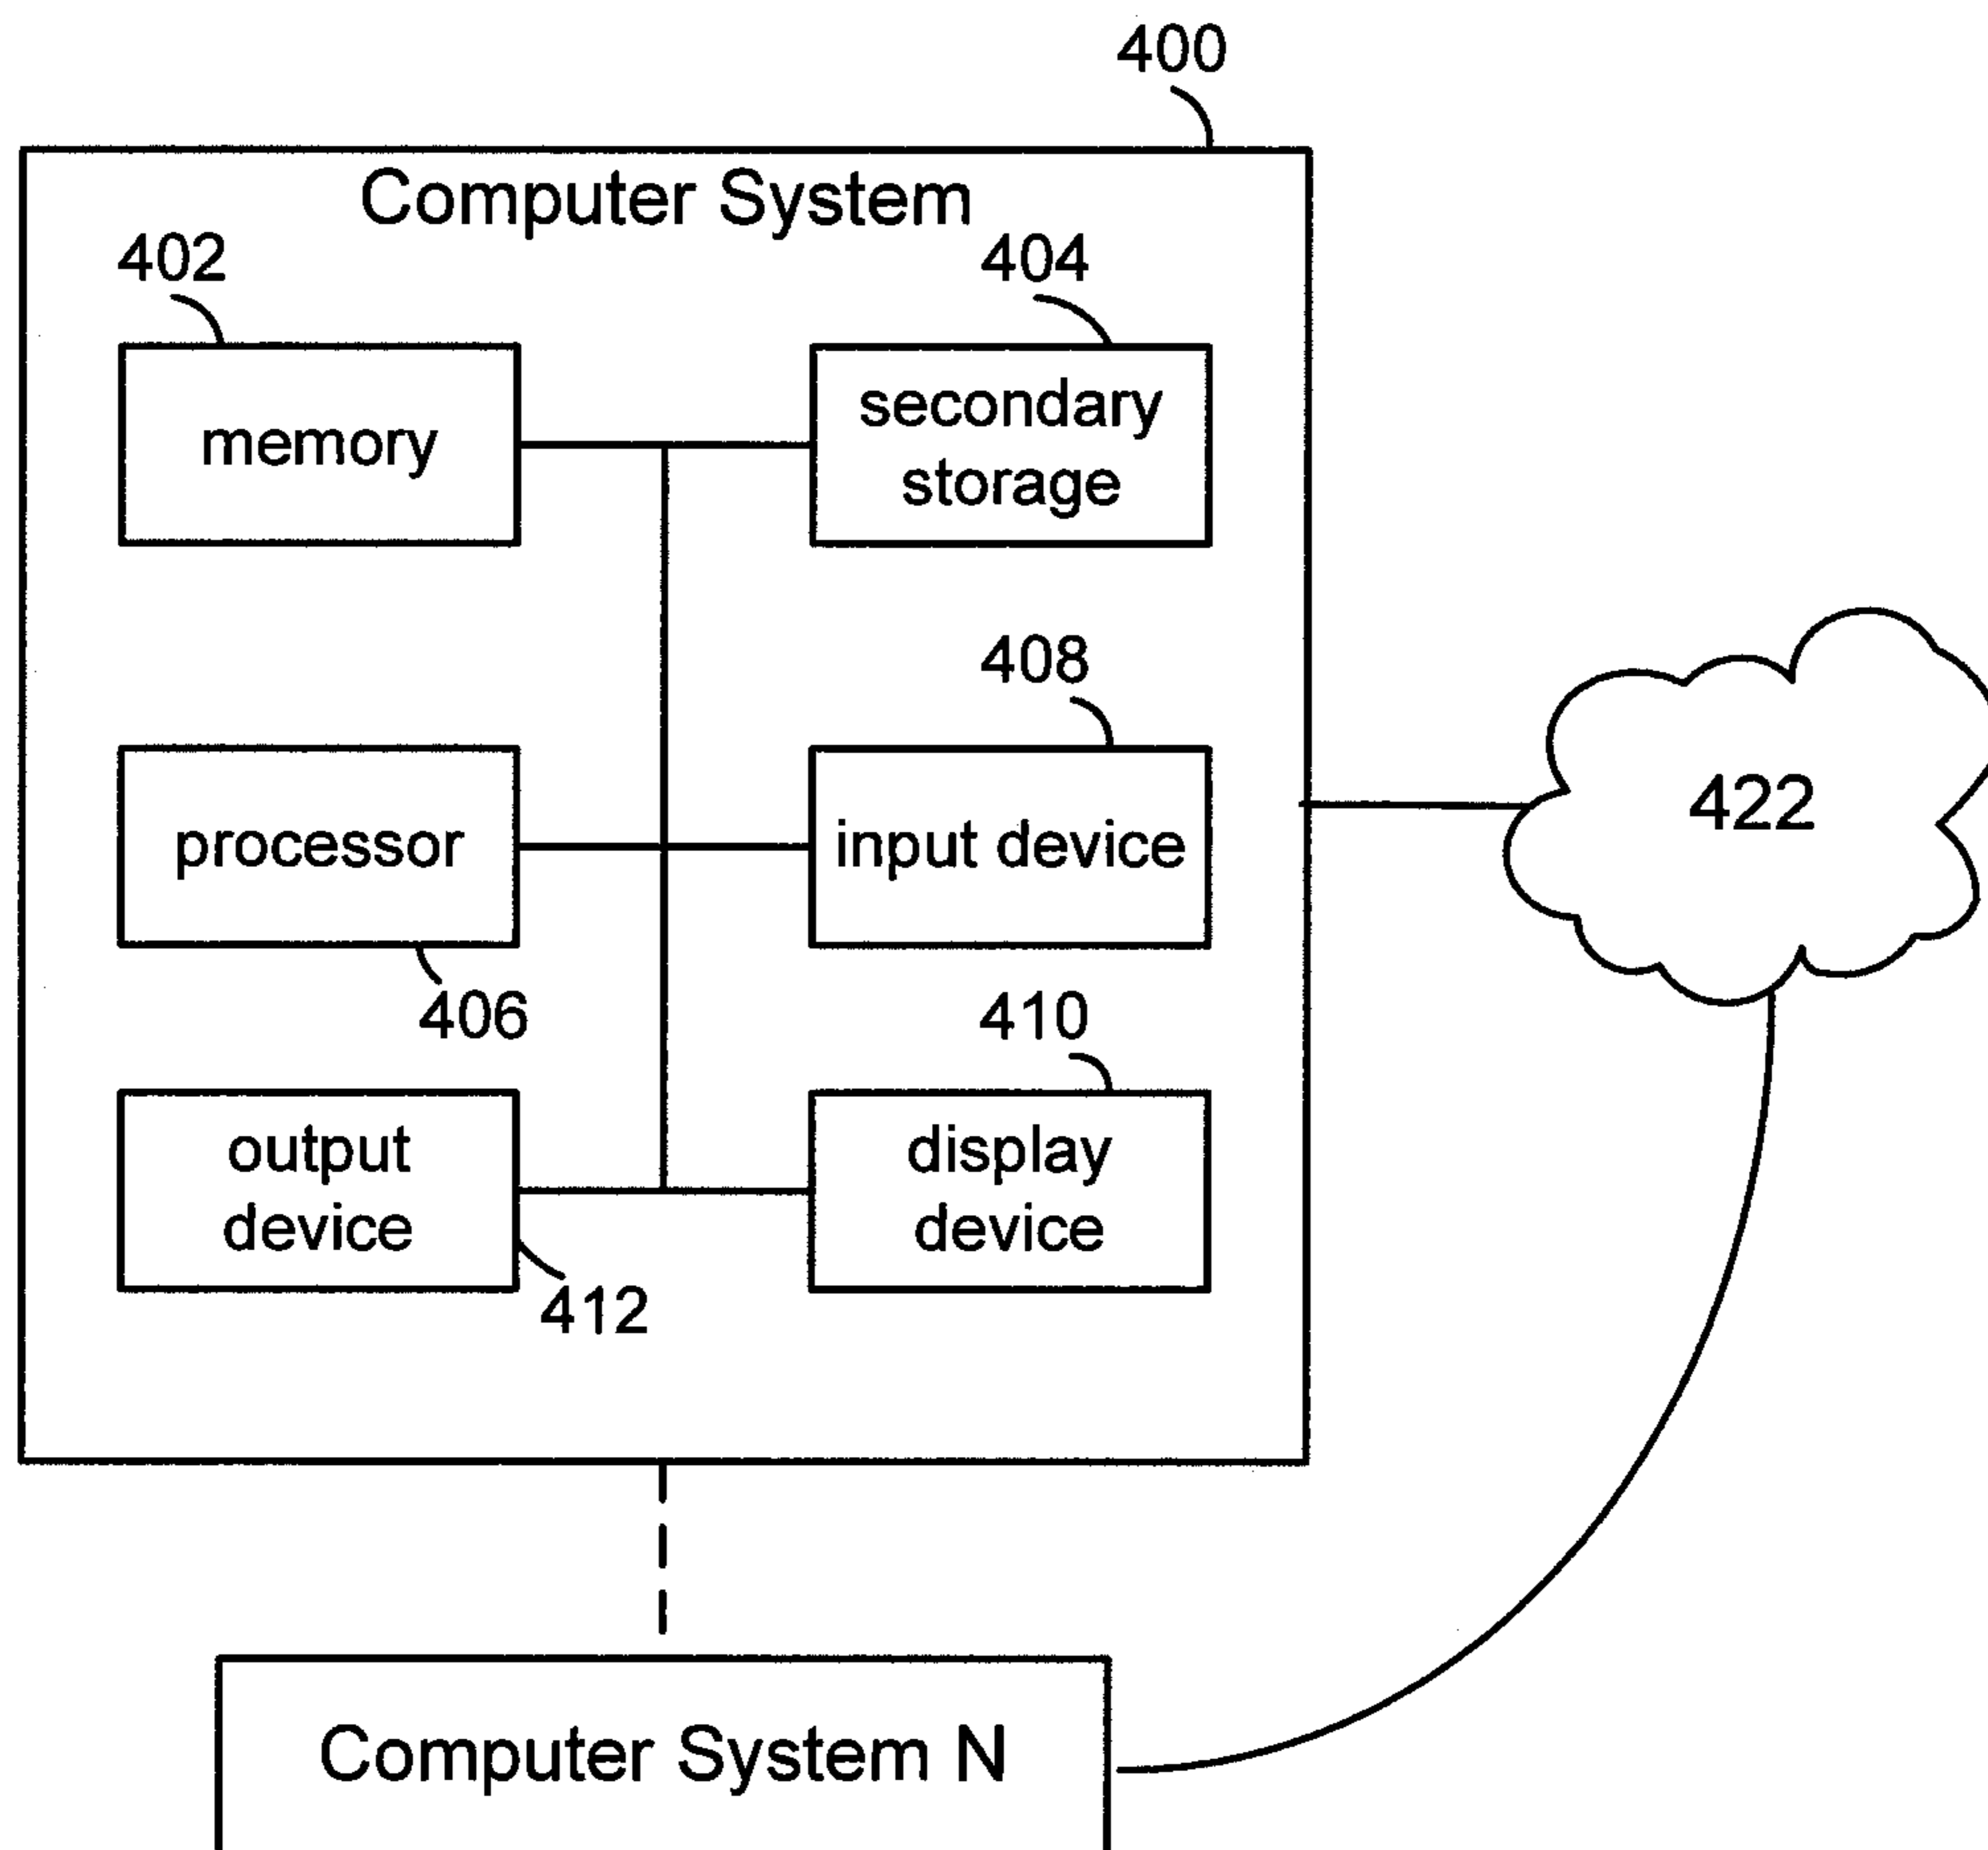 400
Computer System
402
404
memory
secondary
storage
408
422
processor
input device
406
410
output
device
display
device
412
Computer System N